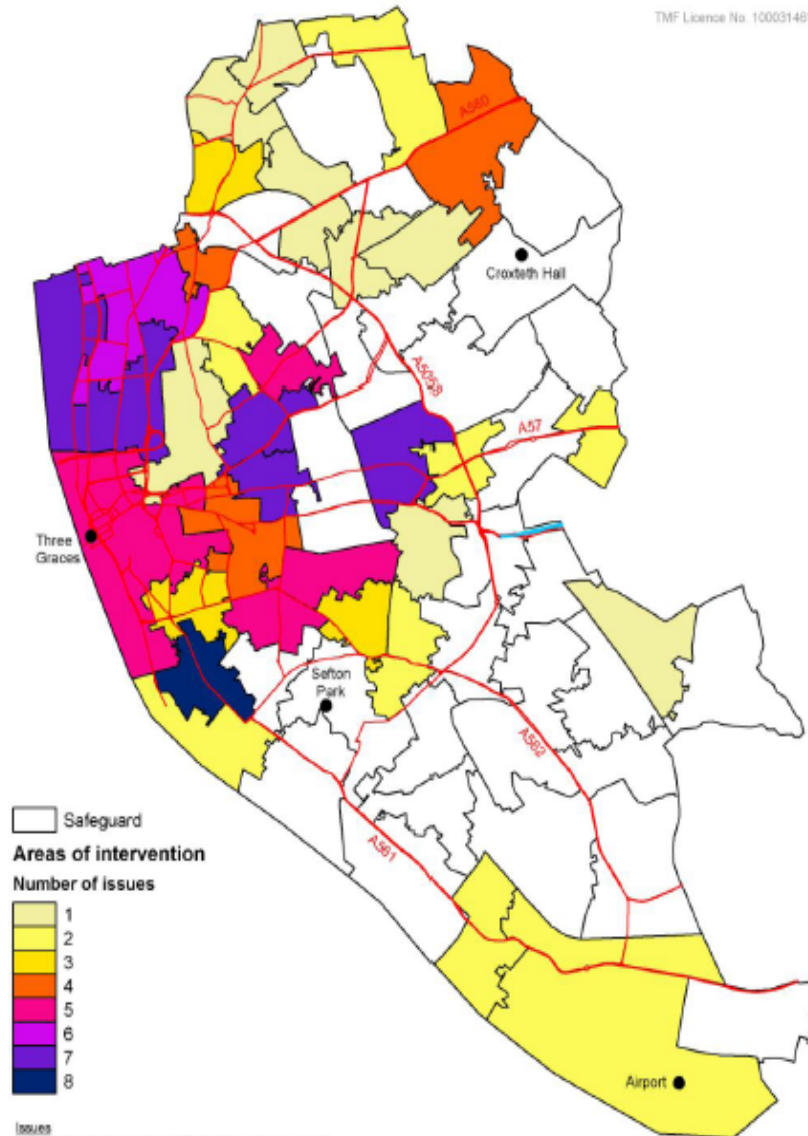 TMF Licence No. 10003146
A580
Croxteth Hall
A5058
A57
Three
Graces
Sefton
Park
A562
A561
Safeguard
Areas of intervention
Number of issues
1
2
3
4
5
6
7
8
Airport
Issues